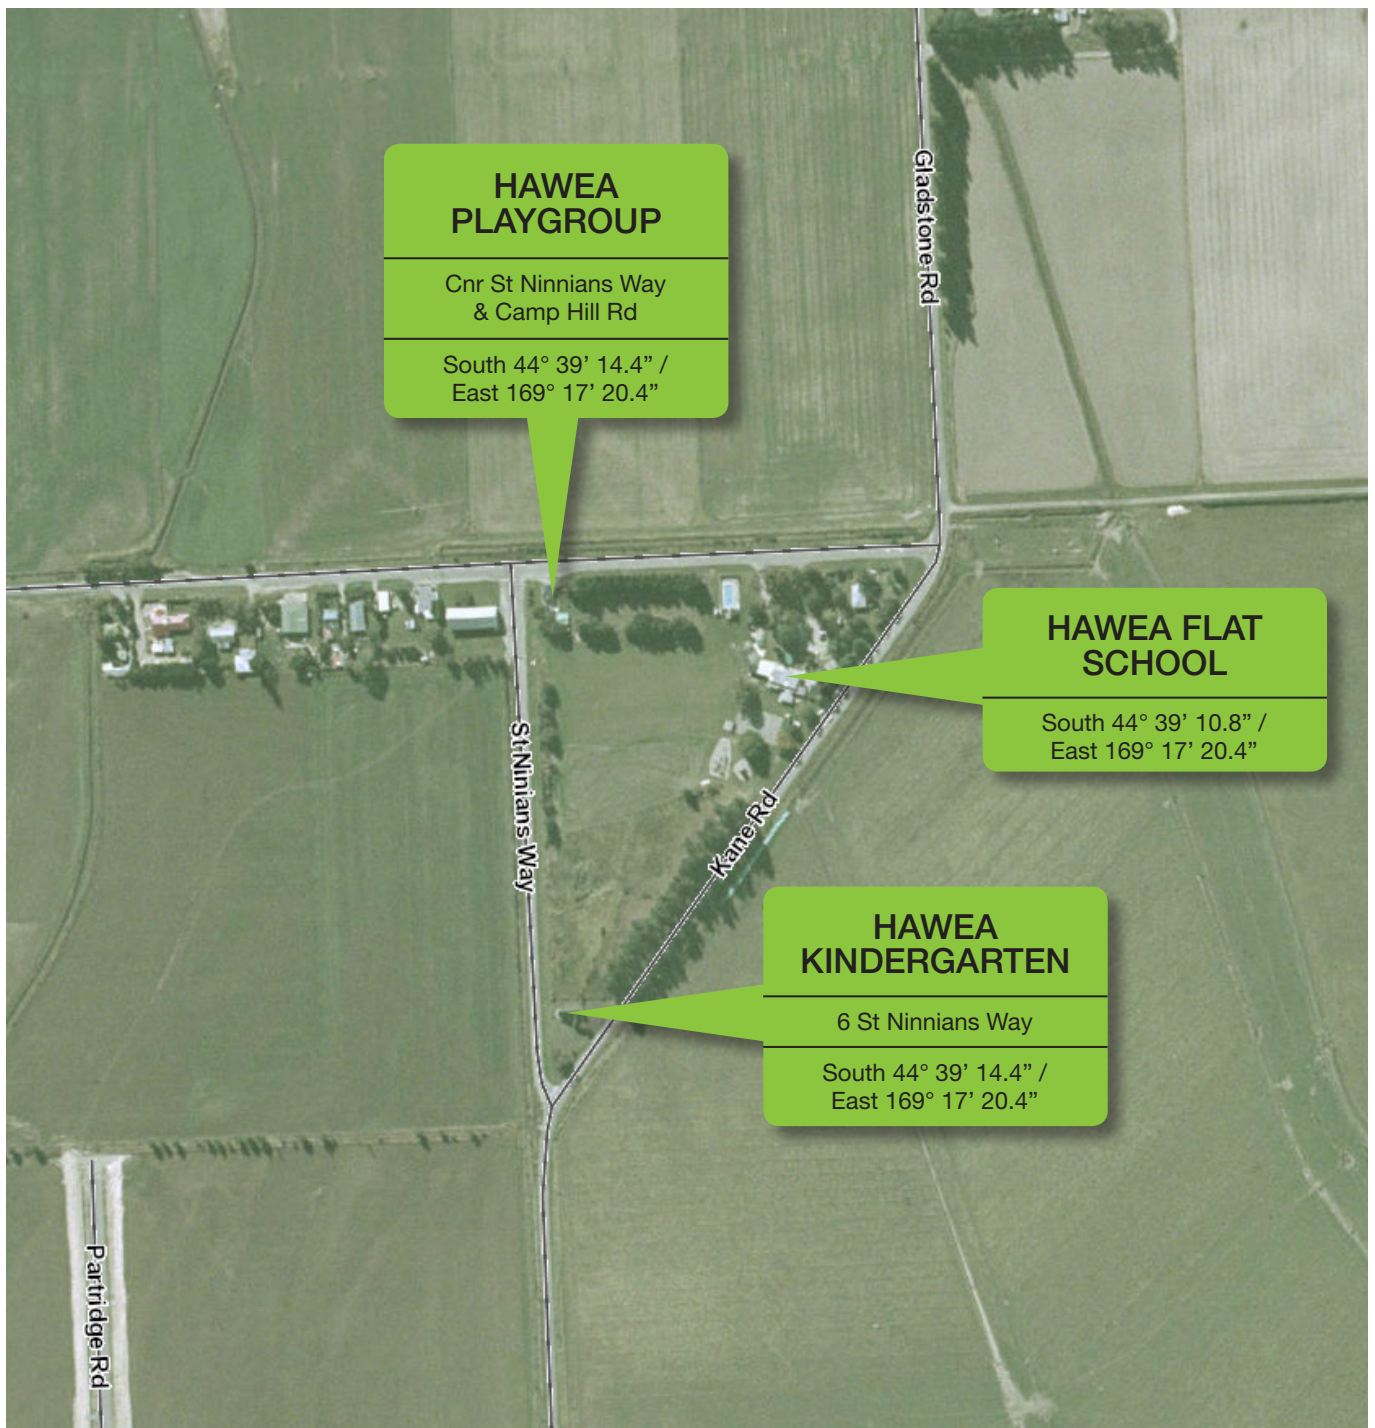 HAWEA
PLAYGROUP
Cnr St Ninnians Way
& Camp Hill Rd
South 44° 39’ 14.4” /
East 169° 17’ 20.4”
Gladstone Rd
HAWEA FLAT
SCHOOL
South 44° 39’ 10.8” /
East 169° 17’ 20.4”
St Ninians Way
Kane Rd
HAWEA
KINDERGARTEN
6 St Ninnians Way
South 44° 39’ 14.4” /
East 169° 17’ 20.4”
Partridge Rd